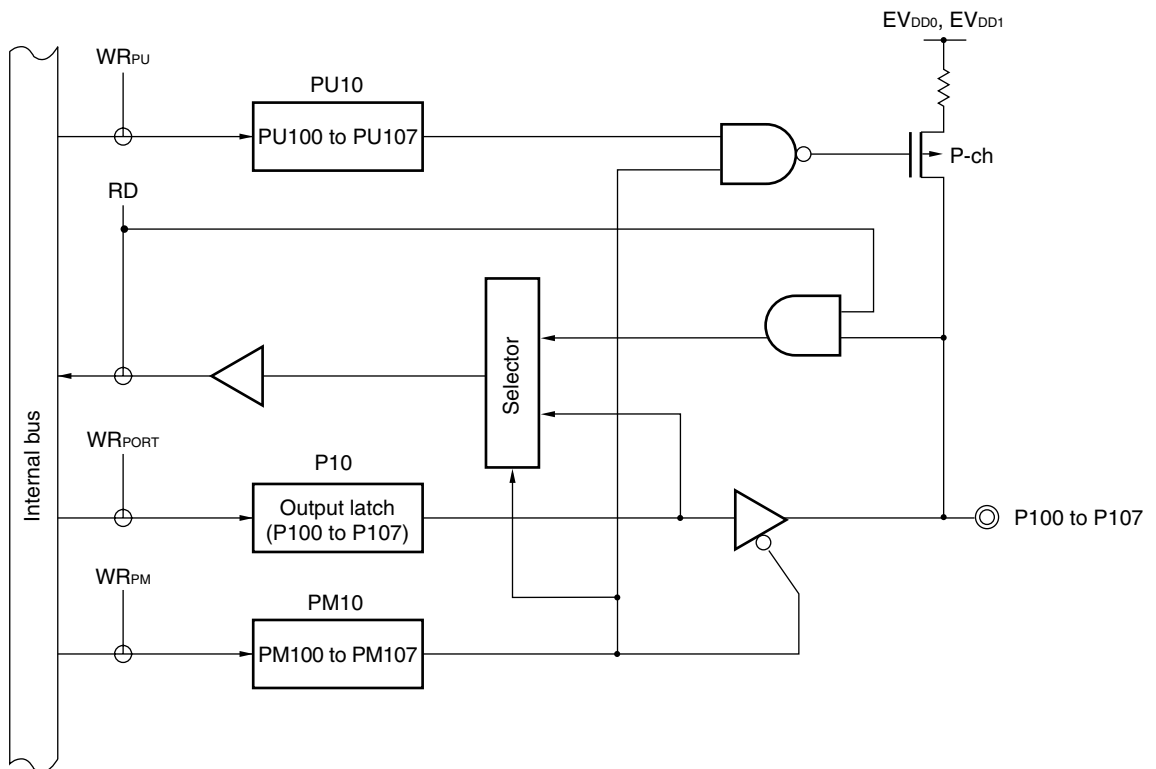 EVDD0, EVDD1
WRPU
PU10
PU100 to PU107
P-ch
RD
Selector
Internal bus
WRPORT
P10
Output latch
(P100 to P107)
P100 to P107
WRPM
PM10
PM100 to PM107